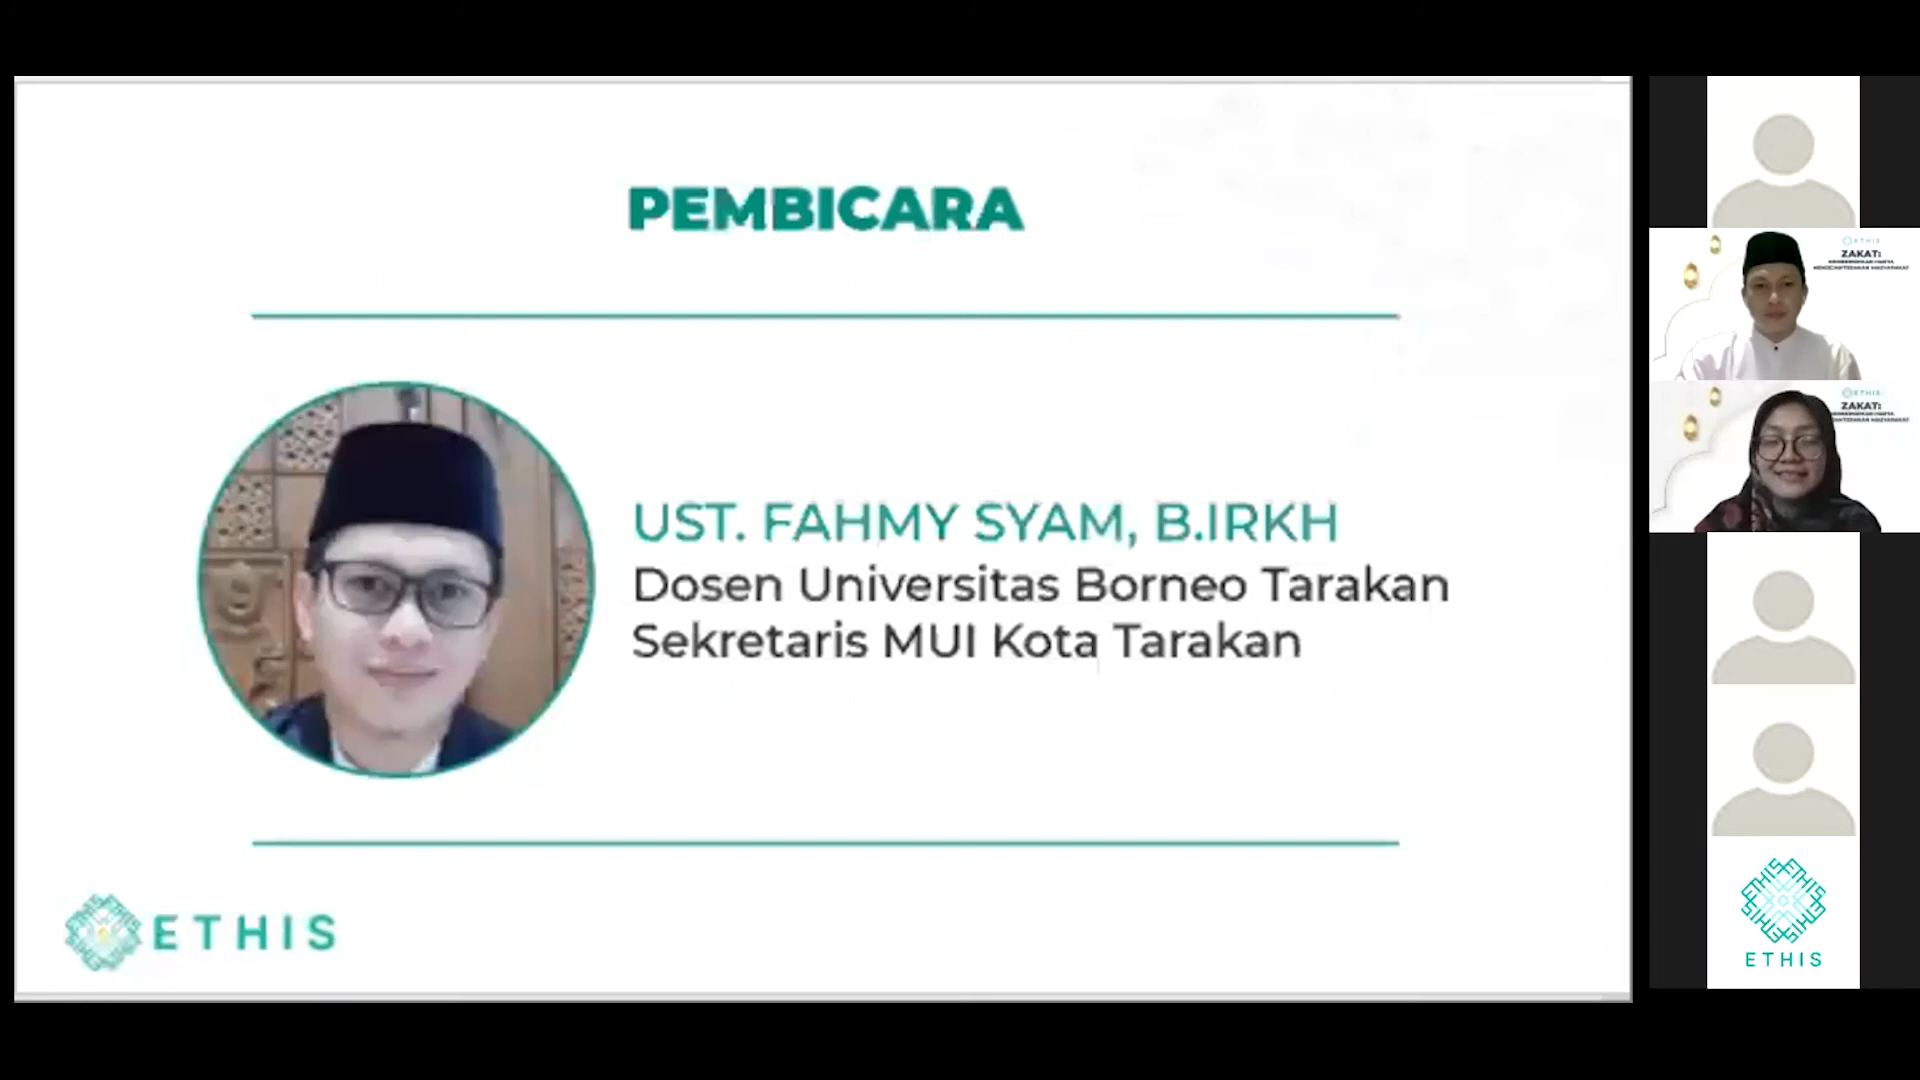 PEMBICARA
UST. FAHMY SYAM, B.IRKH
Dosen Universitas Borneo Tarakan
Sekretaris MUI Kota Tarakan
ETHIS
ETHIS
ZAKAT:
ETHIS
ZAKAT:
ETHIS